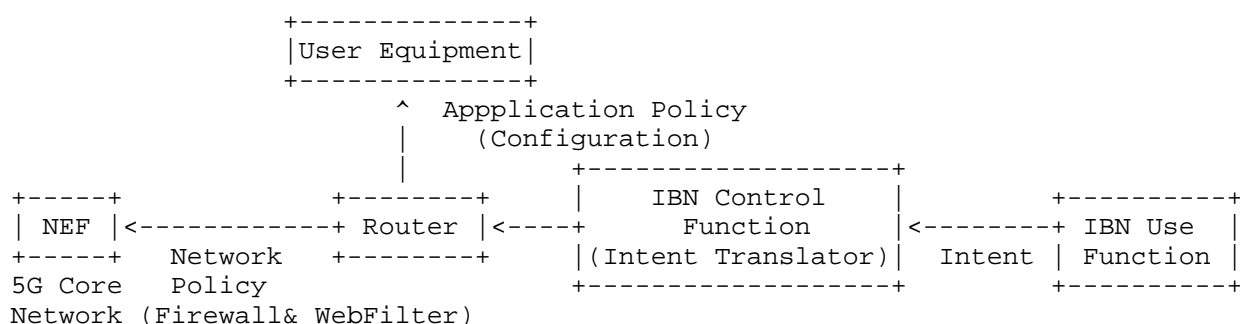 +--------------+
|User Equipment|
+--------------+
^ Appplication Policy
| (Configuration)
| +-------------------+
+-----+ +--------+ | IBN Control | +----------+
| NEF |<------------+ Router |<----+ Function |<--------+ IBN Use |
+-----+ Network +--------+ |(Intent Translator)| Intent | Function |
5G Core Policy +-------------------+ +----------+
Network (Firewall& WebFilter)